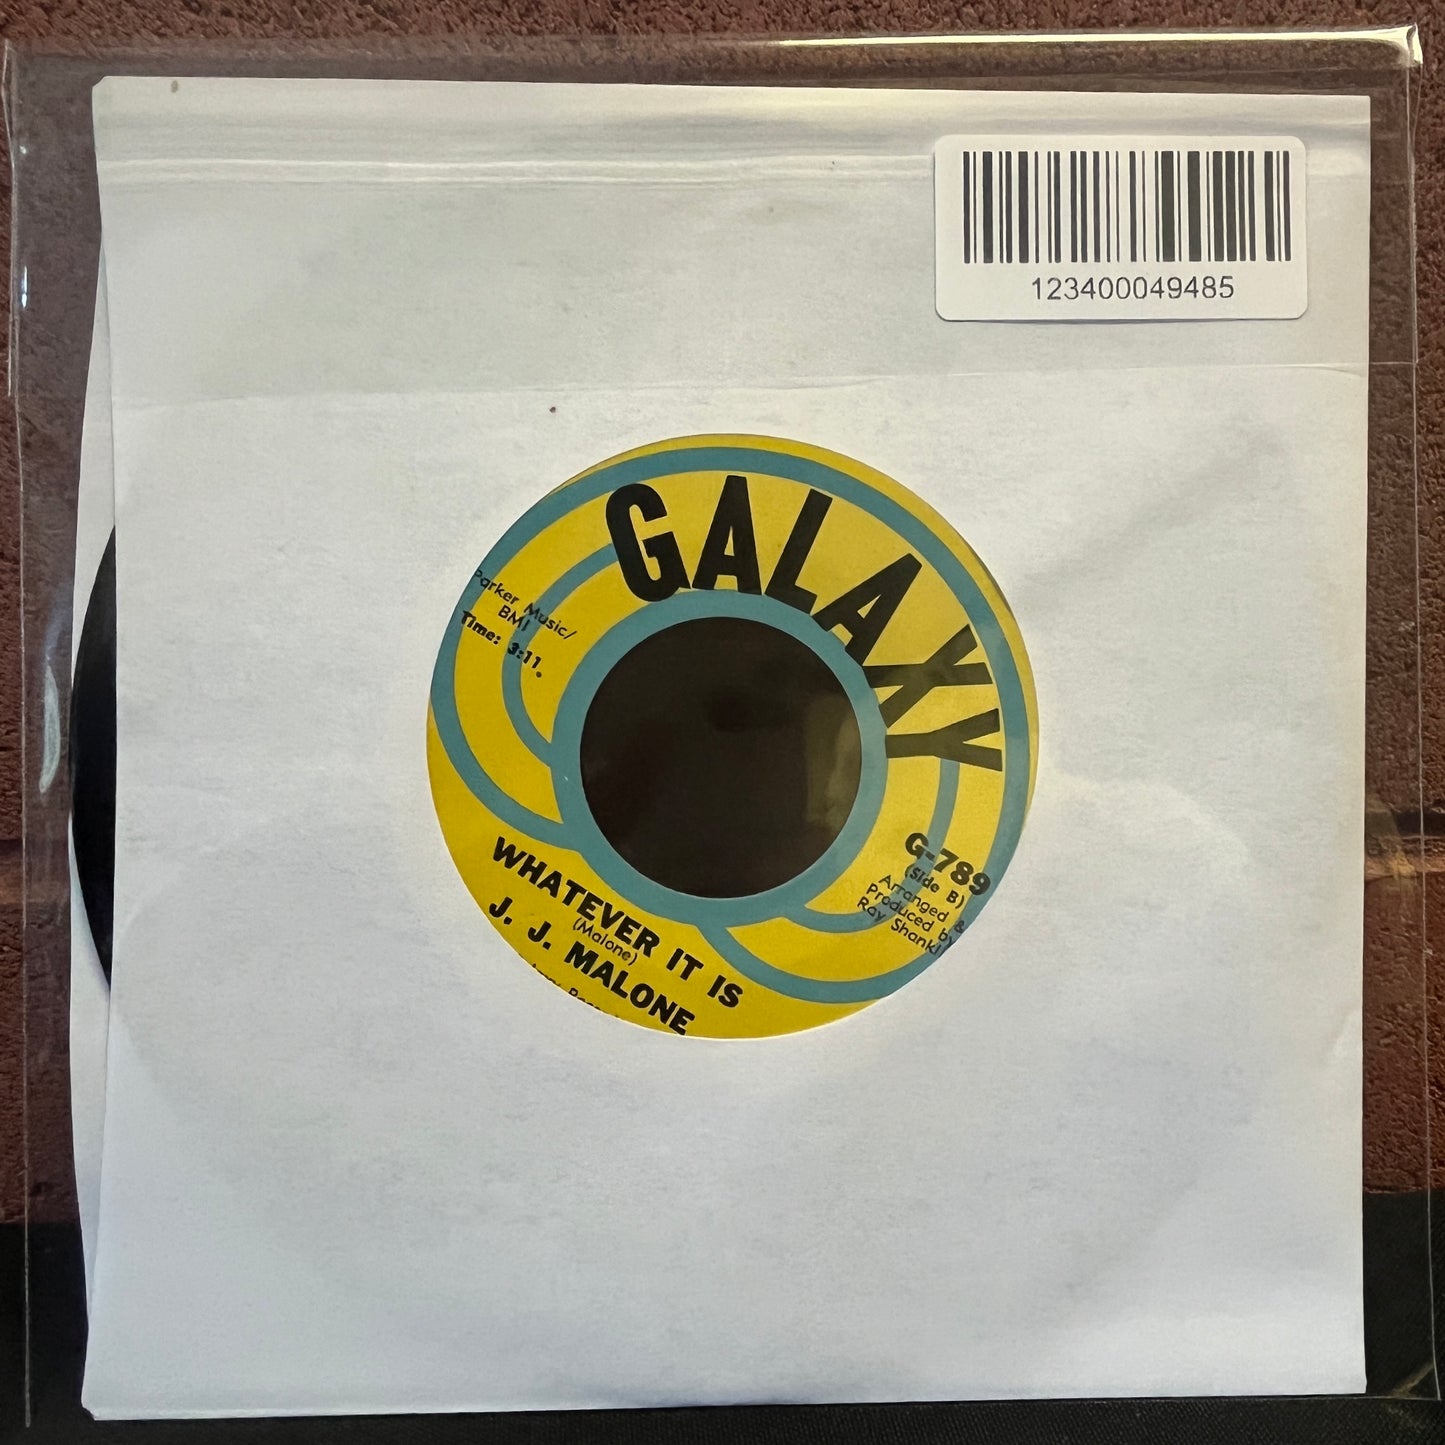 123400049485
GALAXY
Parker Music/
BMI
Time: 3:11.
G-789
(Side B)
Arranged &
Produced by
Ray Shanki
WHATEVER IT IS
(Malone)
J. J. MALONE